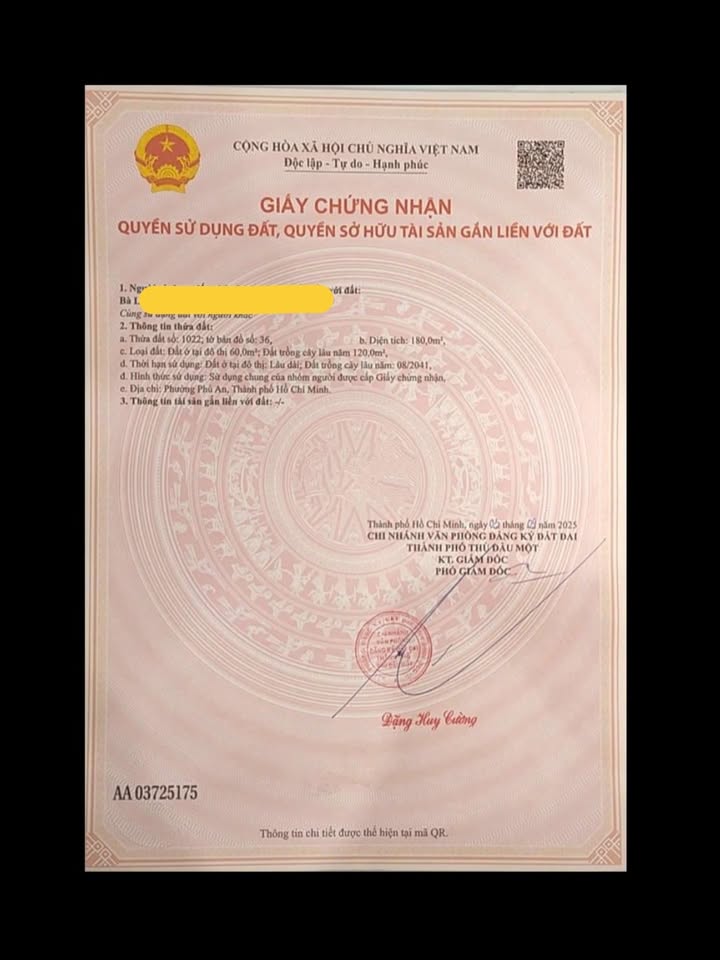 CỘNG HÒA XÃ HỘI CHỦ NGHĨA VIỆT NAM
Độc lập - Tự do - Hạnh phúc
GIẤY CHỨNG NHẬN
QUYỀN SỬ DỤNG ĐẤT, QUYỀN SỞ HỮU TÀI SẢN GẮN LIỀN VỚI ĐẤT
1. với đất:
Bà
Cùng sử dụng đất với người khác
2. Thông tin thửa đất:
a. Thửa đất số: 1022; tờ bản đồ số: 36, b. Diện tích: 180,0m²,
c. Loại đất: Đất ở tại đô thị 60,0m²; Đất trồng cây lâu năm 120,0m²,
d. Thời hạn sử dụng: Đất ở tại đô thị: Lâu dài; Đất trồng cây lâu năm: 08/2041,
đ. Hình thức sử dụng: Sử dụng chung của nhóm người được cấp Giấy chứng nhận,
e. Địa chỉ: Phường Phú An, Thành phố Hồ Chí Minh.
3. Thông tin tài sản gắn liền với đất: -/-
Thành phố Hồ Chí Minh, ngày tháng năm 2025
CHI NHÁNH VĂN PHÒNG ĐĂNG KÝ ĐẤT ĐAI
THÀNH PHỐ THỦ DẦU MỘT
KT. GIÁM ĐỐC
PHÓ GIÁM ĐỐC
Đặng Huy Cường
AA 03725175
Thông tin chi tiết được thể hiện tại mã QR.